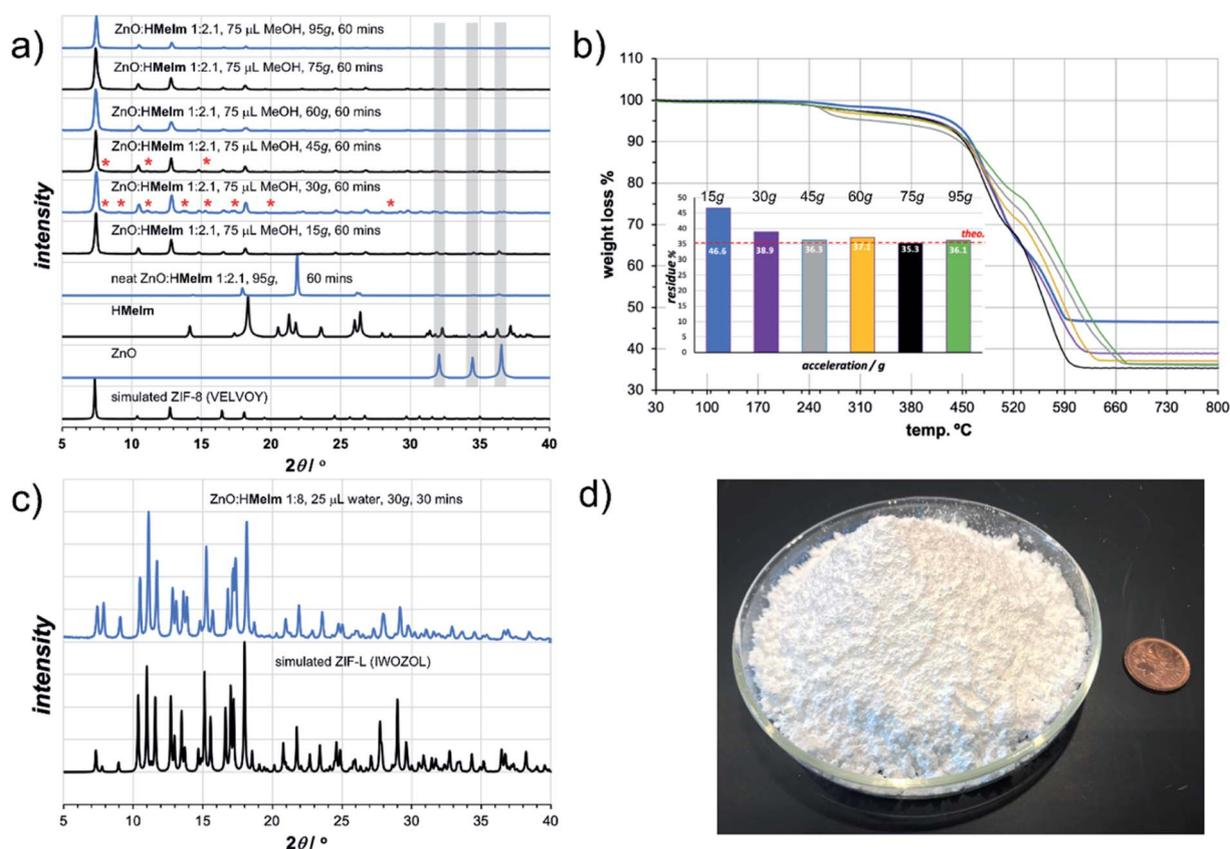 a)
ZnO:HMeIm 1:2.1, 75 μL MeOH, 95g, 60 mins
ZnO:HMeIm 1:2.1, 75 μL MeOH, 75g, 60 mins
ZnO:HMeIm 1:2.1, 75 μL MeOH, 60g, 60 mins
ZnO:HMeIm 1:2.1, 75 μL MeOH, 45g, 60 mins
* * *
ZnO:HMeIm 1:2.1, 75 μL MeOH, 30g, 60 mins
* * * * * * * *
ZnO:HMeIm 1:2.1, 75 μL MeOH, 15g, 60 mins
neat ZnO:HMeIm 1:2.1, 95g, 60 mins
HMeIm
ZnO
simulated ZIF-8 (VELVOY)
intensity
5 10 15 20 25 30 35 40
2θ / °
b)
110
100
90
80
70
60
50
40
30
weight loss %
30 100 170 240 310 380 450 520 590 660 730 800
temp. ºC
15g 30g 45g 60g 75g 95g
50
45
40
35
30
25
20
15
10
5
0
residue %
theo.
46.6 38.9 36.3 37.1 35.3 36.1
acceleration / g
c)
ZnO:HMeIm 1:8, 25 μL water, 30g, 30 mins
simulated ZIF-L (IWOZOL)
intensity
5 10 15 20 25 30 35 40
2θ / °
d)